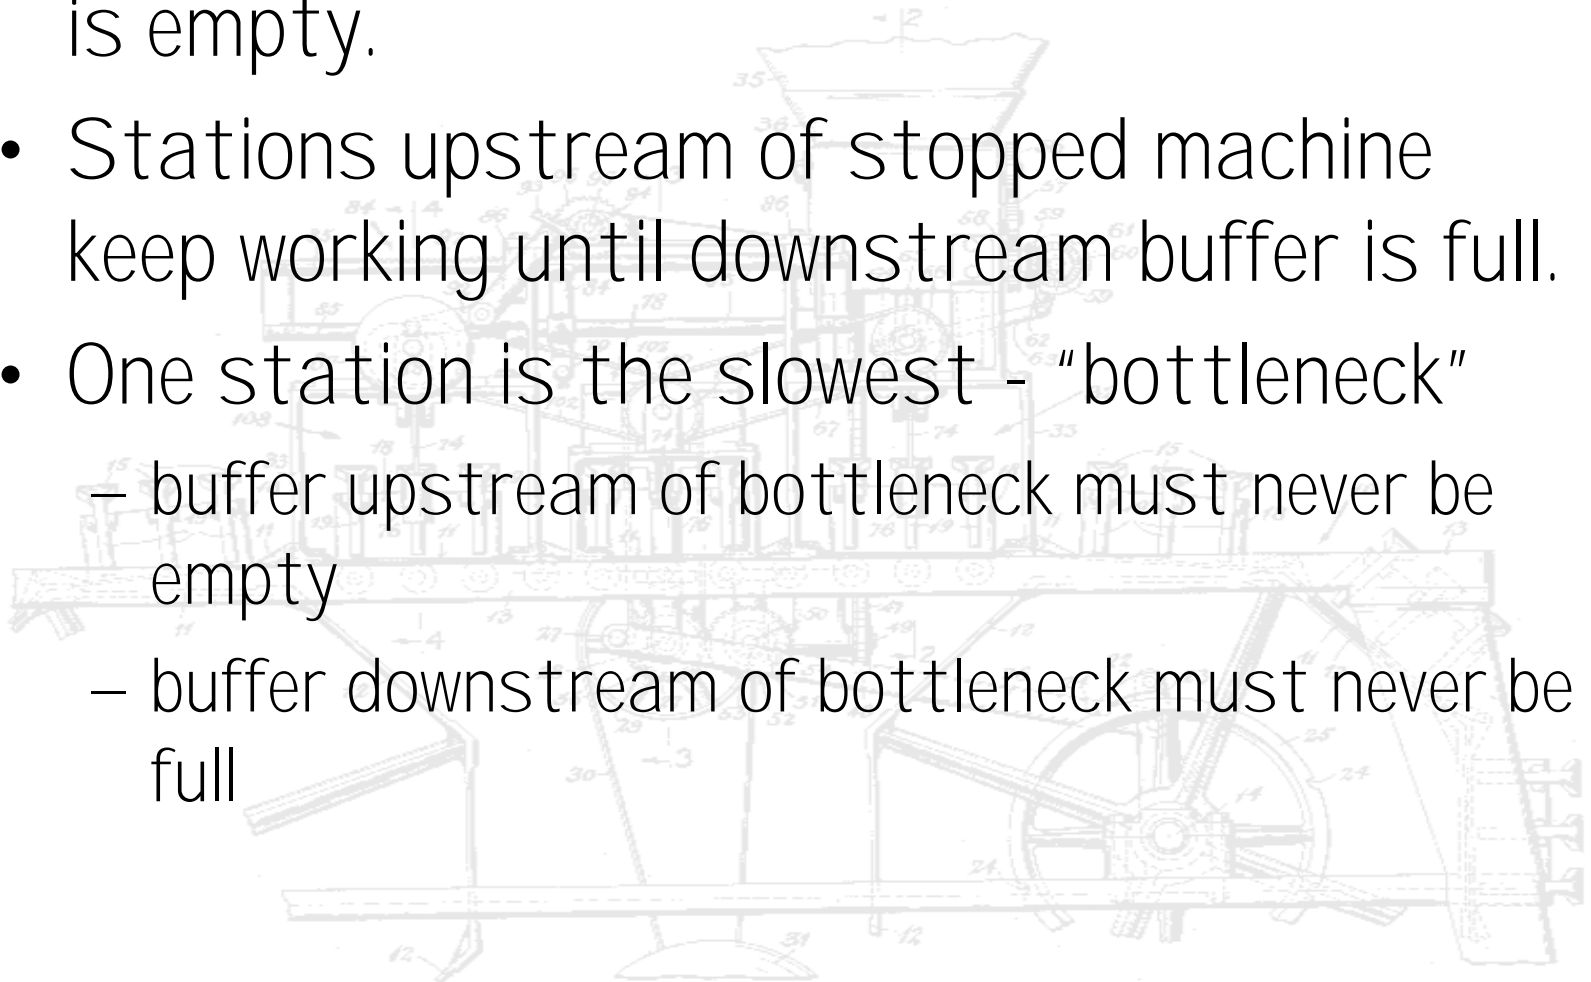 is empty.
• Stations upstream of stopped machine
keep working until downstream buffer is full.
• One station is the slowest - “bottleneck”
– buffer upstream of bottleneck must never be
empty
– buffer downstream of bottleneck must never be
full